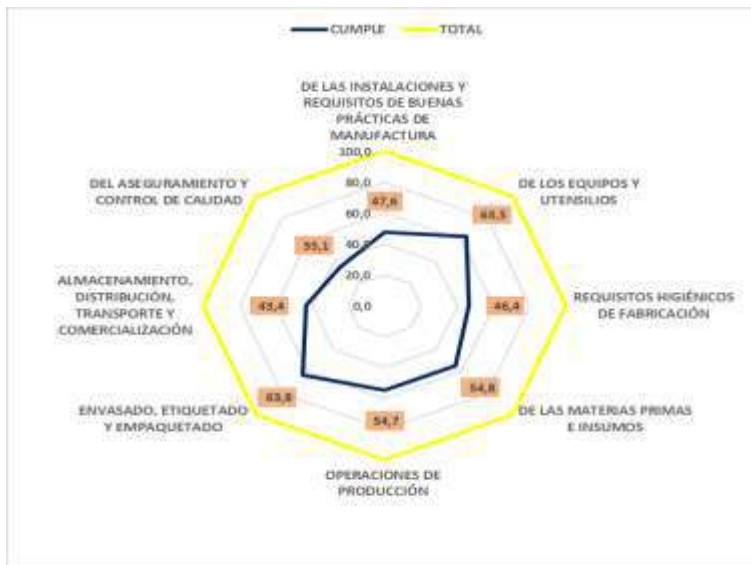 CUMPLE TOTAL
DE LAS INSTALACIONES Y
REQUISITOS DE BUENAS
PRÁCTICAS DE
MANUFACTURA
100,0
80,0
60,0
40,0
20,0
0,0
47,6
DE LOS EQUIPOS Y
UTENSILIOS
REQUISITOS HIGIÉNICOS
DE FABRICACIÓN
46,4
DE LAS MATERIAS PRIMAS
E INSUMOS
54,8
OPERACIONES DE
PRODUCCIÓN
54,7
ENVASADO, ETIQUETADO
Y EMPAQUETADO
63,8
ALMACENAMIENTO,
DISTRIBUCIÓN,
TRANSPORTE Y
COMERCIALIZACIÓN
43,4
DEL ASEGURAMIENTO Y
CONTROL DE CALIDAD